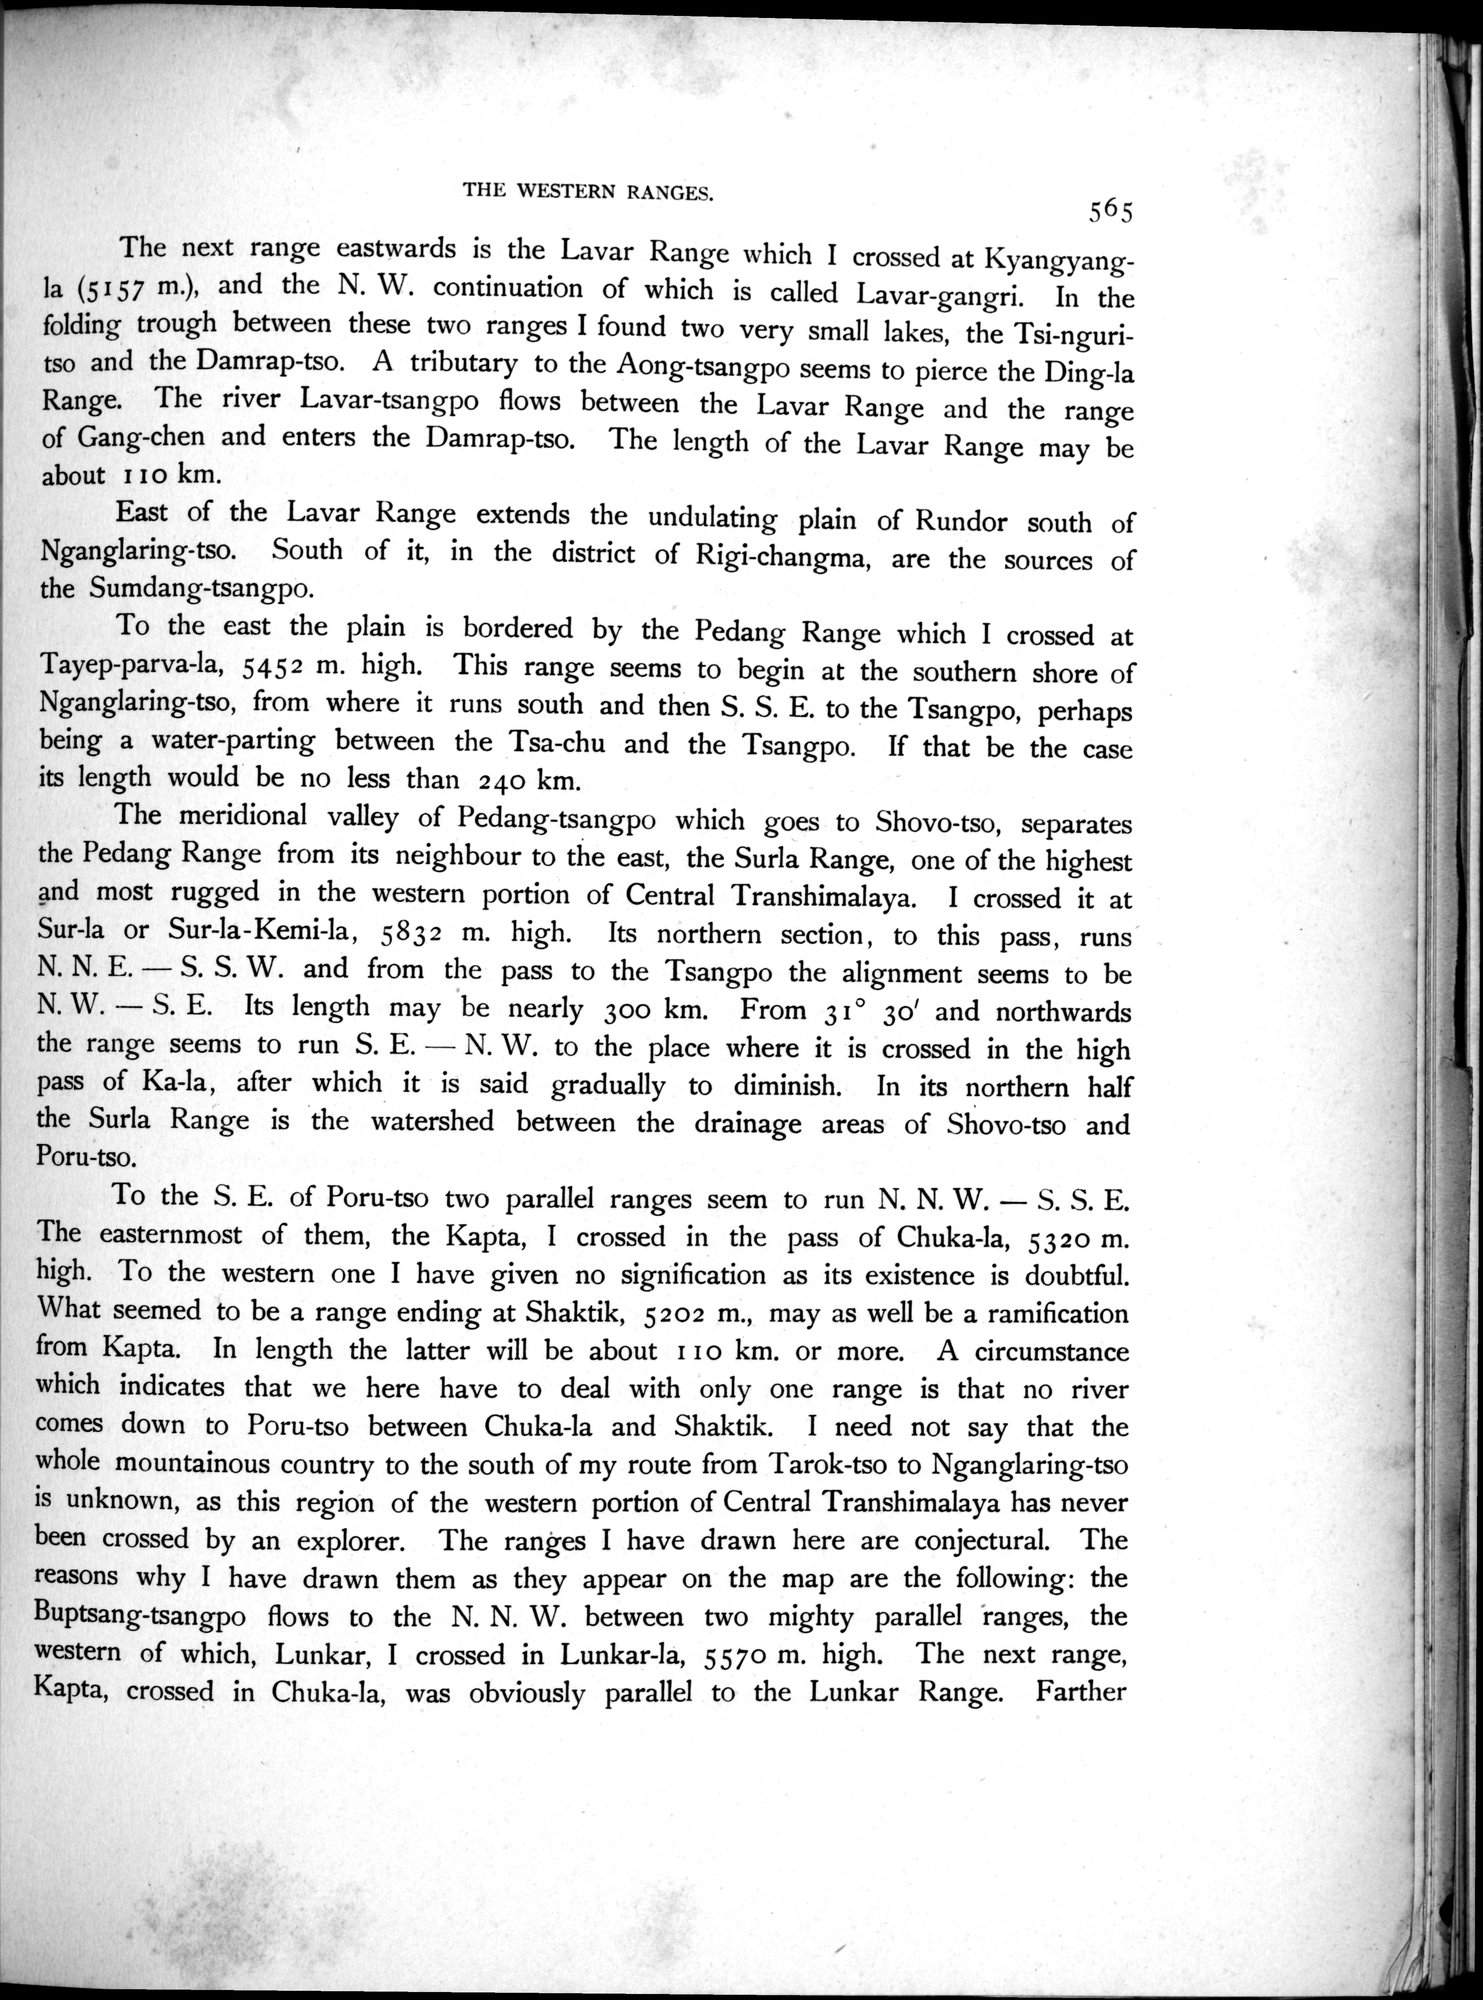 THE WESTERN RANGES.
565
The next range eastwards is the Lavar Range which I crossed at Kyangyang-
la (5157 m.), and the N. W. continuation of which is called Lavar-gangri. In the
folding trough between these two ranges I found two very small lakes, the Tsi-nguri-
tso and the Damrap-tso. A tributary to the Aong-tsangpo seems to pierce the Ding-la
Range. The river Lavar-tsangpo flows between the Lavar Range and the range
of Gang-chen and enters the Damrap-tso. The length of the Lavar Range may be
about 110 km.
East of the Lavar Range extends the undulating plain of Rundor south of
Nganglaring-tso. South of it, in the district of Rigi-changma, are the sources of
the Sumdang-tsangpo.
To the east the plain is bordered by the Pedang Range which I crossed at
Tayep-parva-la, 5452 m. high. This range seems to begin at the southern shore of
Nganglaring-tso, from where it runs south and then S. S. E. to the Tsangpo, perhaps
being a water-parting between the Tsa-chu and the Tsangpo. If that be the case
its length would be no less than 240 km.
The meridional valley of Pedang-tsangpo which goes to Shovo-tso, separates
the Pedang Range from its neighbour to the east, the Surla Range, one of the highest
and most rugged in the western portion of Central Transhimalaya. I crossed it at
Sur-la or Sur-la-Kemi-la, 5832 m. high. Its northern section, to this pass, runs
N. N. E. — S. S. W. and from the pass to the Tsangpo the alignment seems to be
N. W. — S. E. Its length may be nearly 300 km. From 31° 30′ and northwards
the range seems to run S. E. — N. W. to the place where it is crossed in the high
pass of Ka-la, after which it is said gradually to diminish. In its northern half
the Surla Range is the watershed between the drainage areas of Shovo-tso and
Poru-tso.
To the S. E. of Poru-tso two parallel ranges seem to run N. N. W. — S. S. E.
The easternmost of them, the Kapta, I crossed in the pass of Chuka-la, 5320 m.
high. To the western one I have given no signification as its existence is doubtful.
What seemed to be a range ending at Shaktik, 5202 m., may as well be a ramification
from Kapta. In length the latter will be about 110 km. or more. A circumstance
which indicates that we here have to deal with only one range is that no river
comes down to Poru-tso between Chuka-la and Shaktik. I need not say that the
whole mountainous country to the south of my route from Tarok-tso to Nganglaring-tso
is unknown, as this region of the western portion of Central Transhimalaya has never
been crossed by an explorer. The ranges I have drawn here are conjectural. The
reasons why I have drawn them as they appear on the map are the following: the
Buptsang-tsangpo flows to the N. N. W. between two mighty parallel ranges, the
western of which, Lunkar, I crossed in Lunkar-la, 5570 m. high. The next range,
Kapta, crossed in Chuka-la, was obviously parallel to the Lunkar Range. Farther